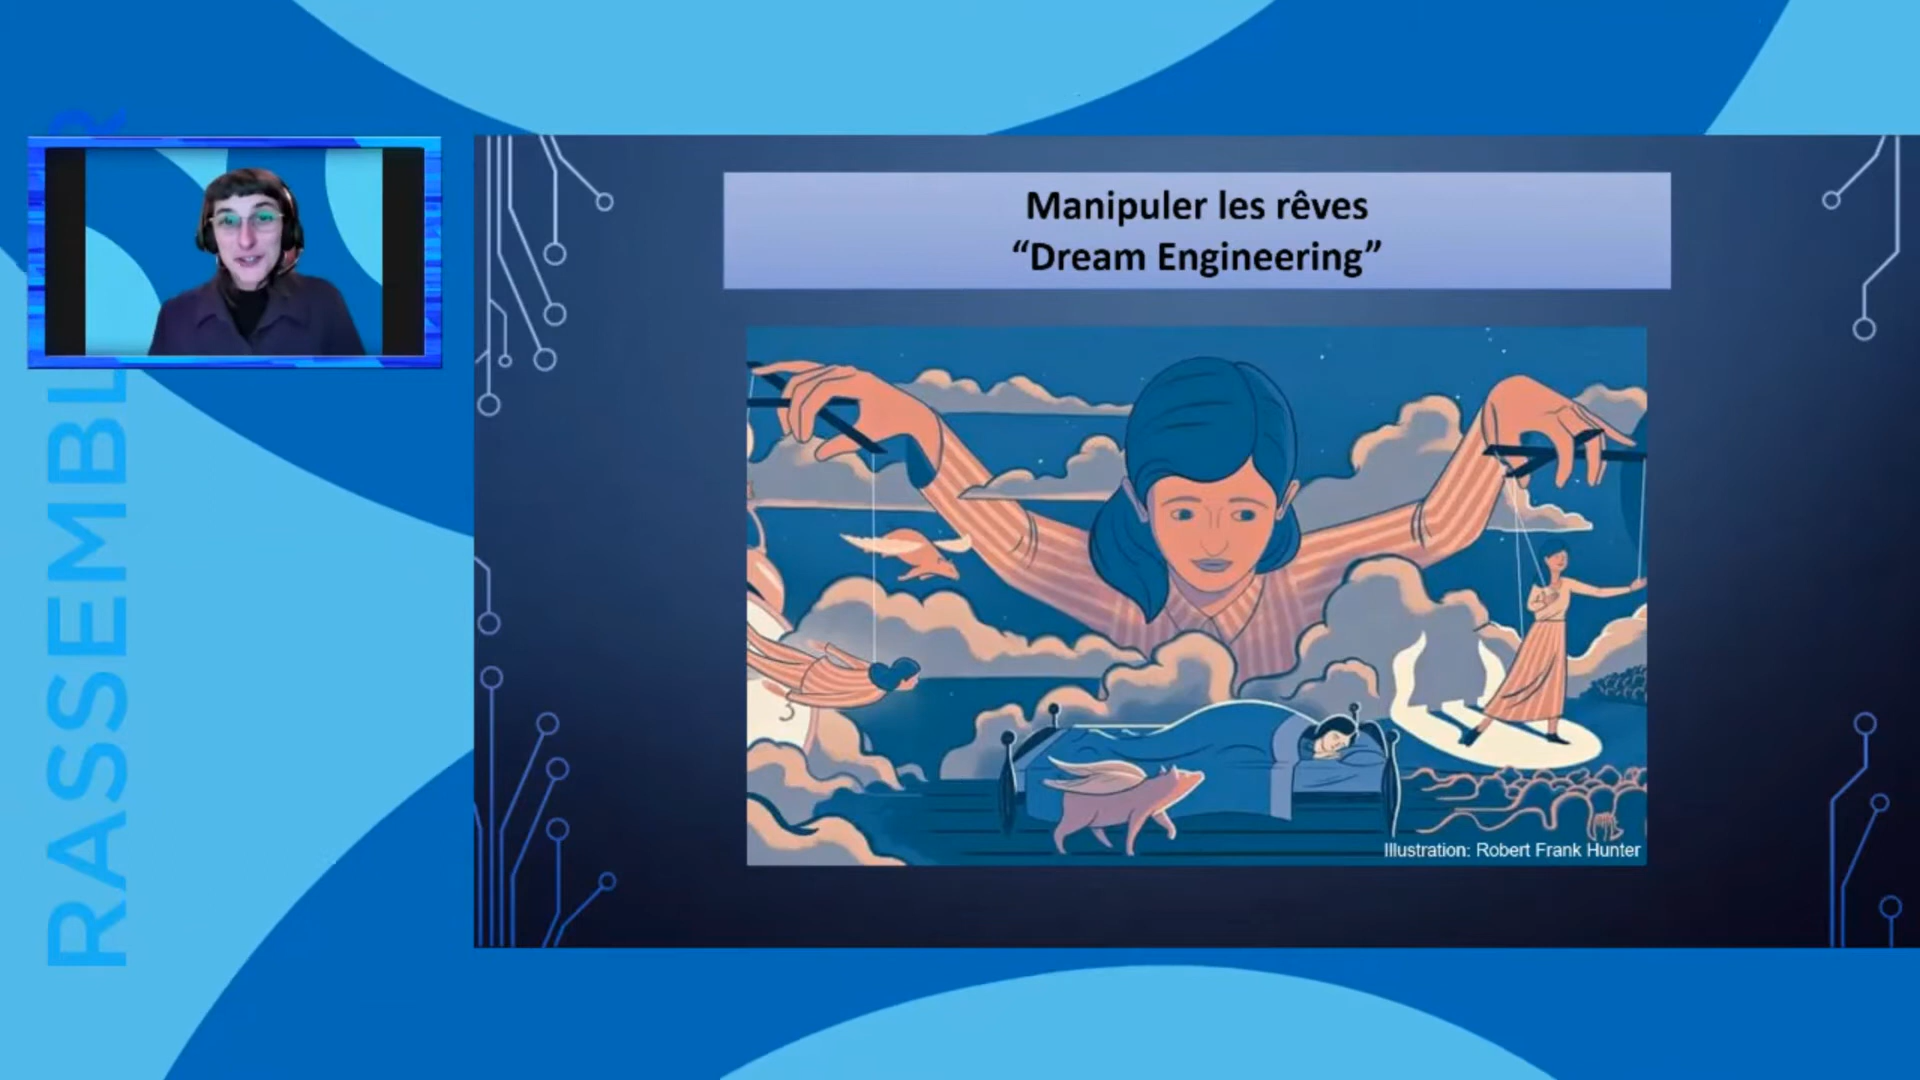 RASSEMBL R
Manipuler les rêves
“Dream Engineering”
Illustration: Robert Frank Hunter